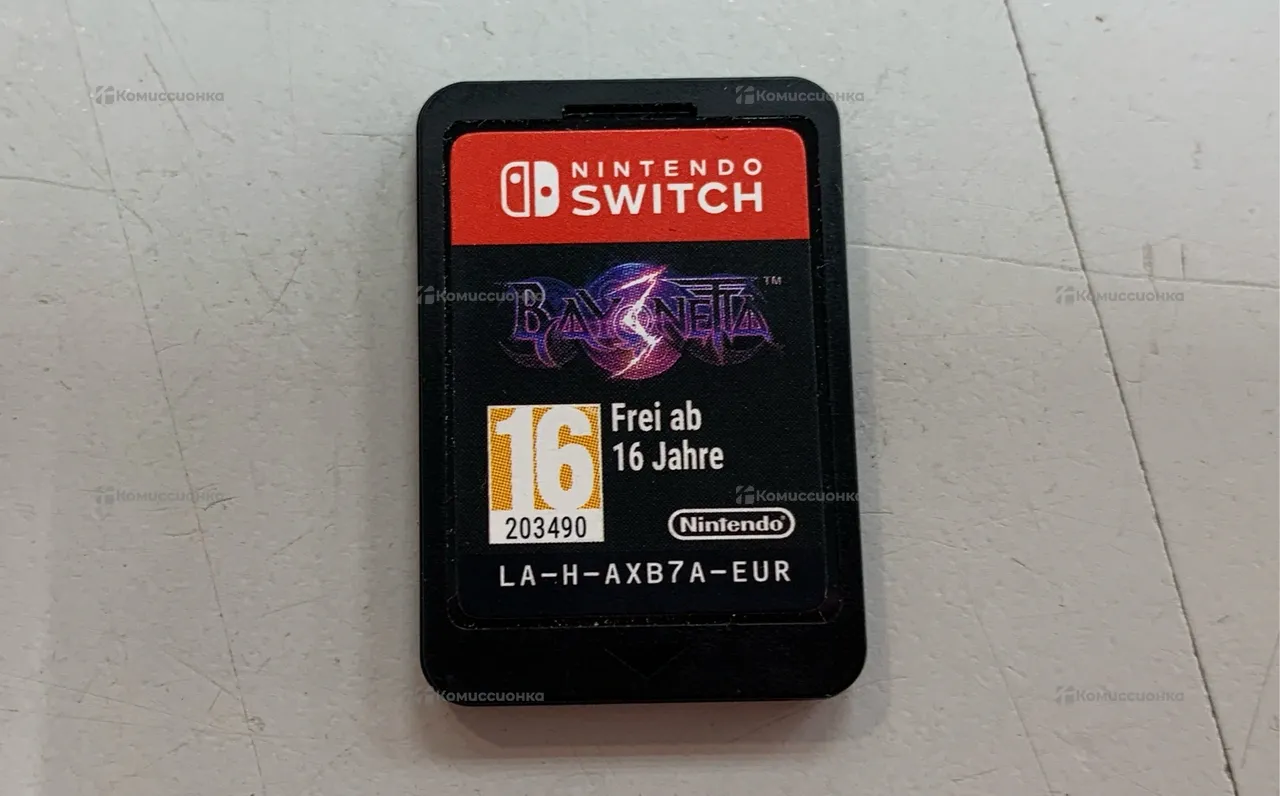 Комиссионка
Комиссионка
NINTENDO
SWITCH
Комиссионка
BAYONETTA 3 ™
Комиссионка
16
Frei ab
16 Jahre
203490
Комиссионка
Комиссионка
Nintendo®
LA-H-AXB7A-EUR
Комиссионка
Комиссионка